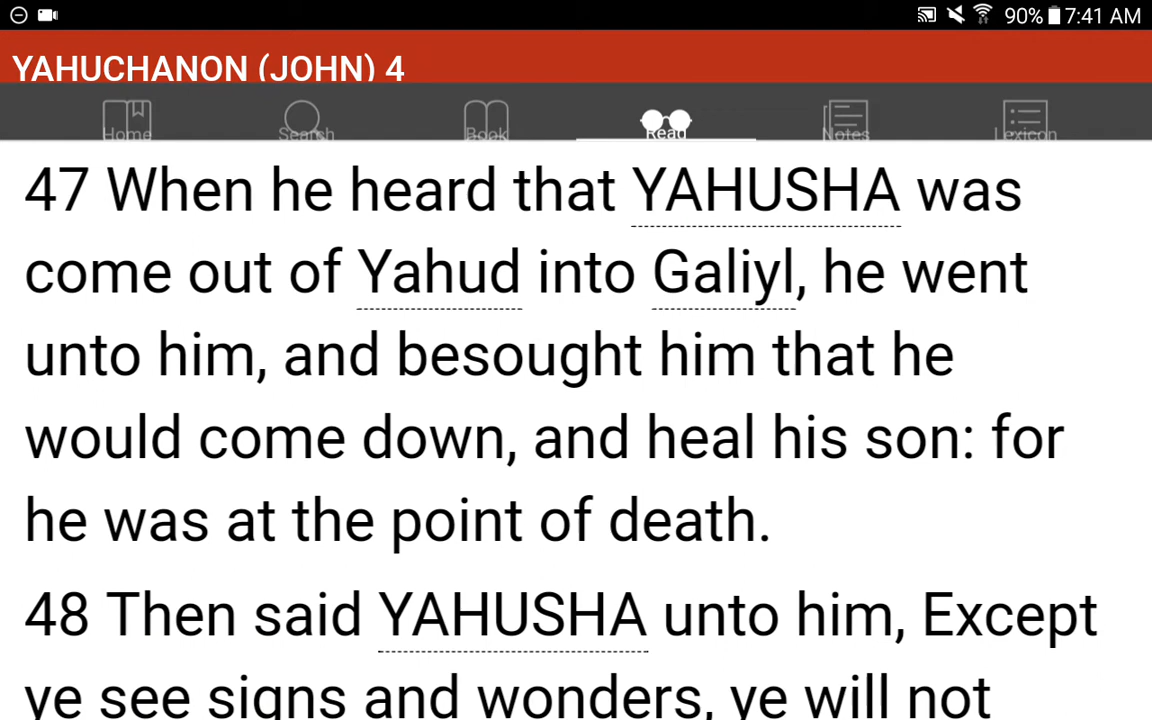 90% 7:41 AM
YAHUCHANON (JOHN) 4
Home Search Book Read Notes Lexicon
47 When he heard that YAHUSHA was
come out of Yahud into Galiyl, he went
unto him, and besought him that he
would come down, and heal his son: for
he was at the point of death.
48 Then said YAHUSHA unto him, Except
ye see signs and wonders, ye will not